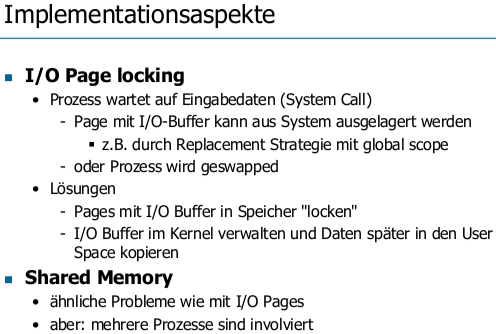 Implementationsaspekte
I/O Page locking
• Prozess wartet auf Eingabedaten (System Call)
- Page mit I/O-Buffer kann aus System ausgelagert werden
▪ z.B. durch Replacement Strategie mit global scope
- oder Prozess wird geswapped
• Lösungen
- Pages mit I/O Buffer in Speicher "locken"
- I/O Buffer im Kernel verwalten und Daten später in den User
Space kopieren
Shared Memory
• ähnliche Probleme wie mit I/O Pages
• aber: mehrere Prozesse sind involviert